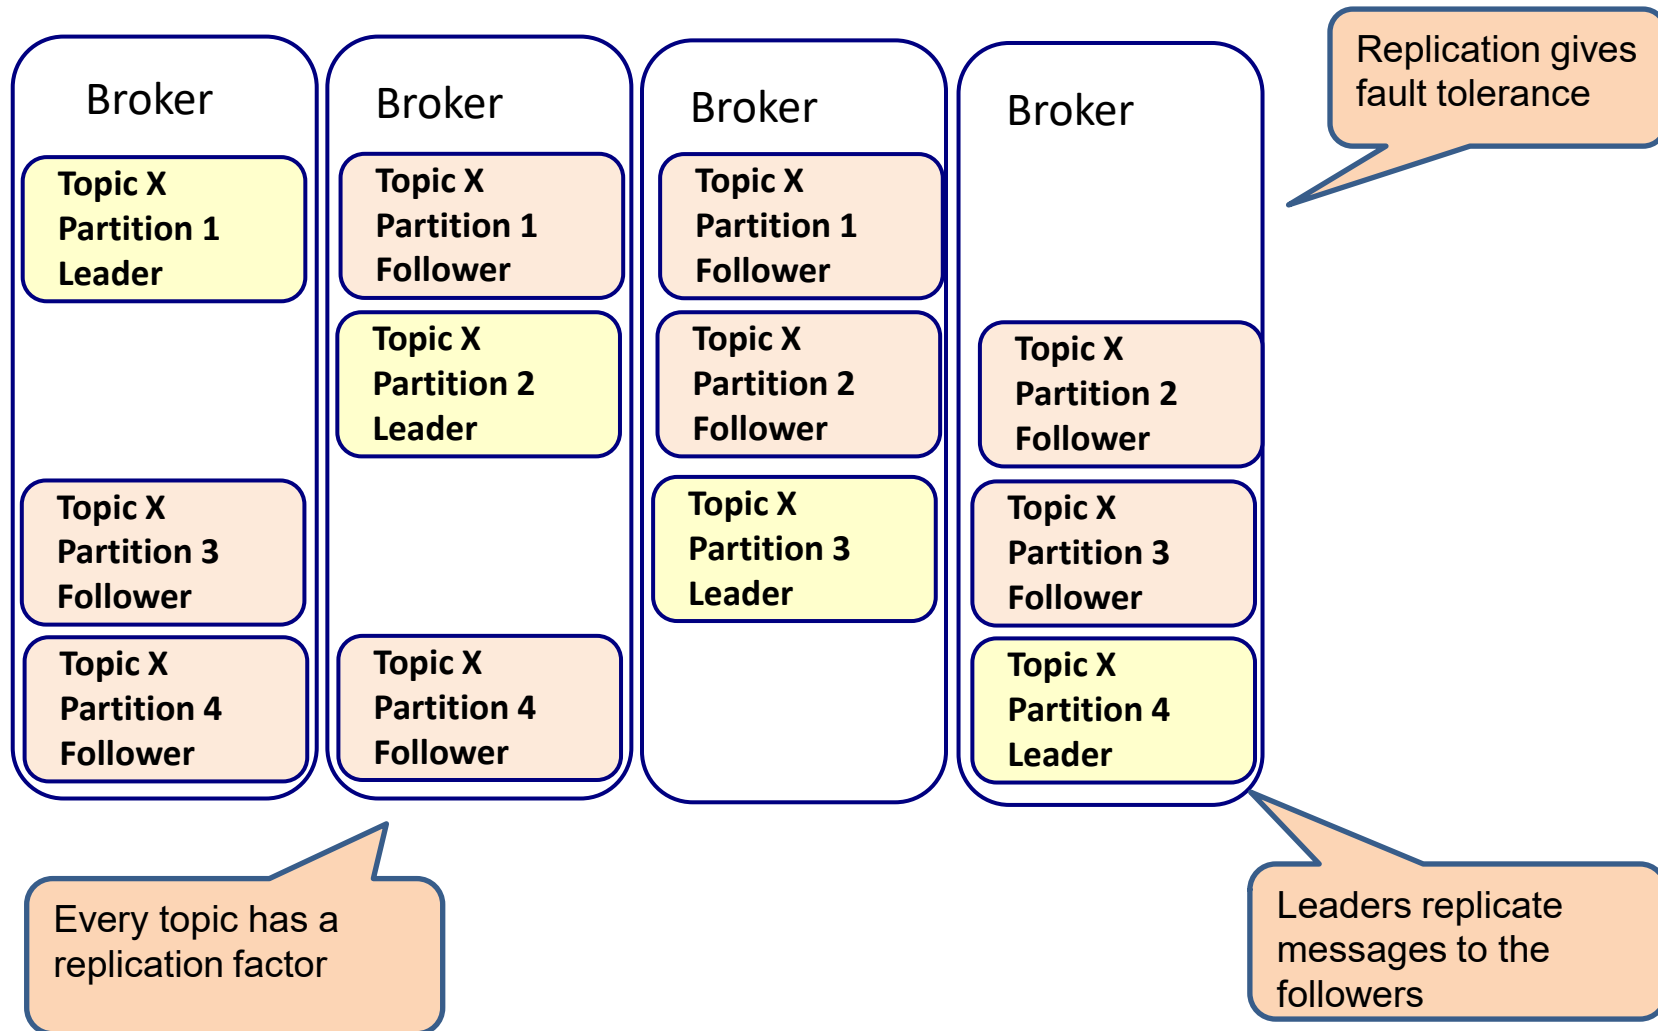 Broker
Topic X
Partition 1
Leader
Topic X
Partition 3
Follower
Topic X
Partition 4
Follower
Broker
Topic X
Partition 1
Follower
Topic X
Partition 2
Leader
Topic X
Partition 4
Follower
Broker
Topic X
Partition 1
Follower
Topic X
Partition 2
Follower
Topic X
Partition 3
Leader
Broker
Topic X
Partition 2
Follower
Topic X
Partition 3
Follower
Topic X
Partition 4
Leader
Replication gives
fault tolerance
Every topic has a
replication factor
Leaders replicate
messages to the
followers